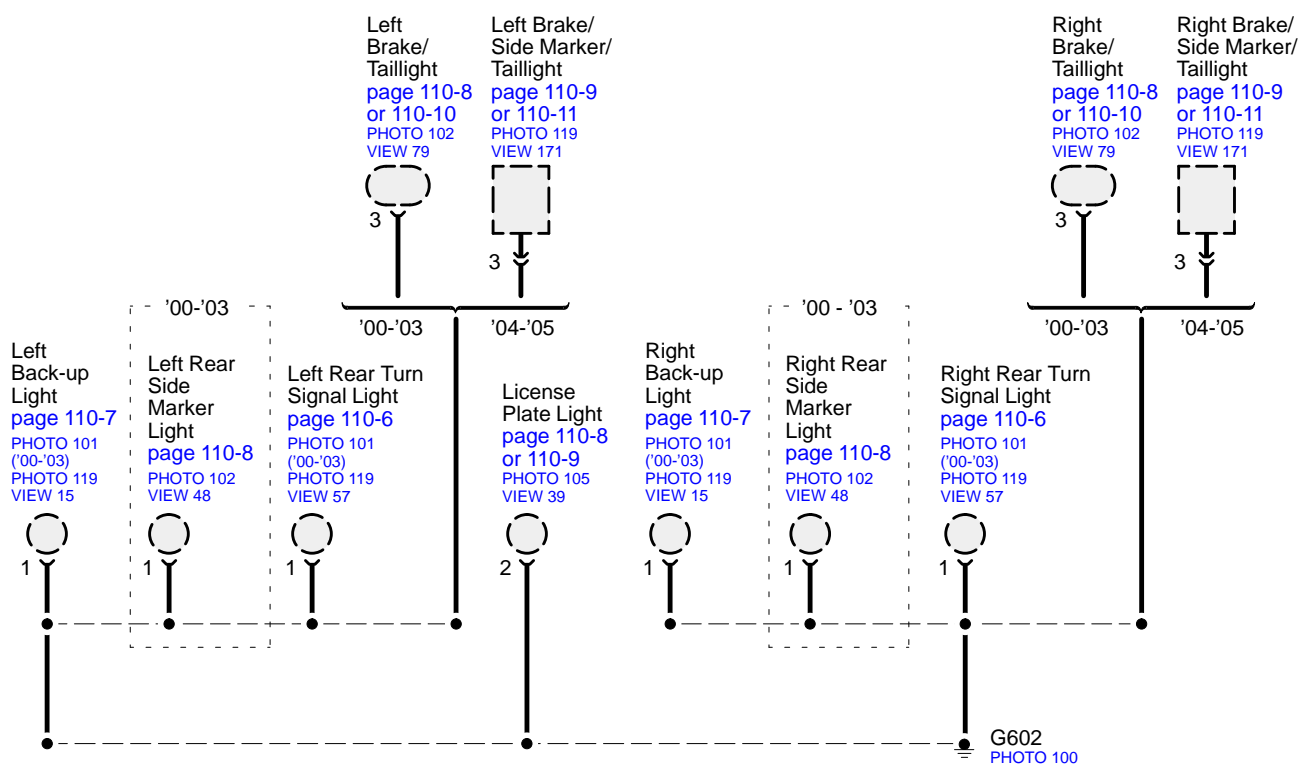 Left
Brake/
Taillight
page 110-8
or 110-10
PHOTO 102
VIEW 79
3
Left Brake/
Side Marker/
Taillight
page 110-9
or 110-11
PHOTO 119
VIEW 171
3
Right
Brake/
Taillight
page 110-8
or 110-10
PHOTO 102
VIEW 79
3
Right Brake/
Side Marker/
Taillight
page 110-9
or 110-11
PHOTO 119
VIEW 171
3
’00-’03
’04-’05
’00-’03
’04-’05
Left
Back-up
Light
page 110-7
PHOTO 101
(’00-’03)
PHOTO 119
VIEW 15
1
’00-’03
Left Rear
Side
Marker
Light
page 110-8
PHOTO 102
VIEW 48
1
Left Rear Turn
Signal Light
page 110-6
PHOTO 101
(’00-’03)
PHOTO 119
VIEW 57
1
License
Plate Light
page 110-8
or 110-9
PHOTO 105
VIEW 39
2
Right
Back-up
Light
page 110-7
PHOTO 101
(’00-’03)
PHOTO 119
VIEW 15
1
’00 - ’03
Right Rear
Side
Marker
Light
page 110-8
PHOTO 102
VIEW 48
1
Right Rear Turn
Signal Light
page 110-6
PHOTO 101
(’00-’03)
PHOTO 119
VIEW 57
1
G602
PHOTO 100